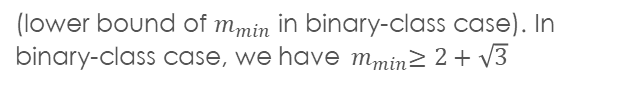 (lower bound of mₘᵢₙ in binary-class case). In
binary-class case, we have mₘᵢₙ≥ 2 + √3